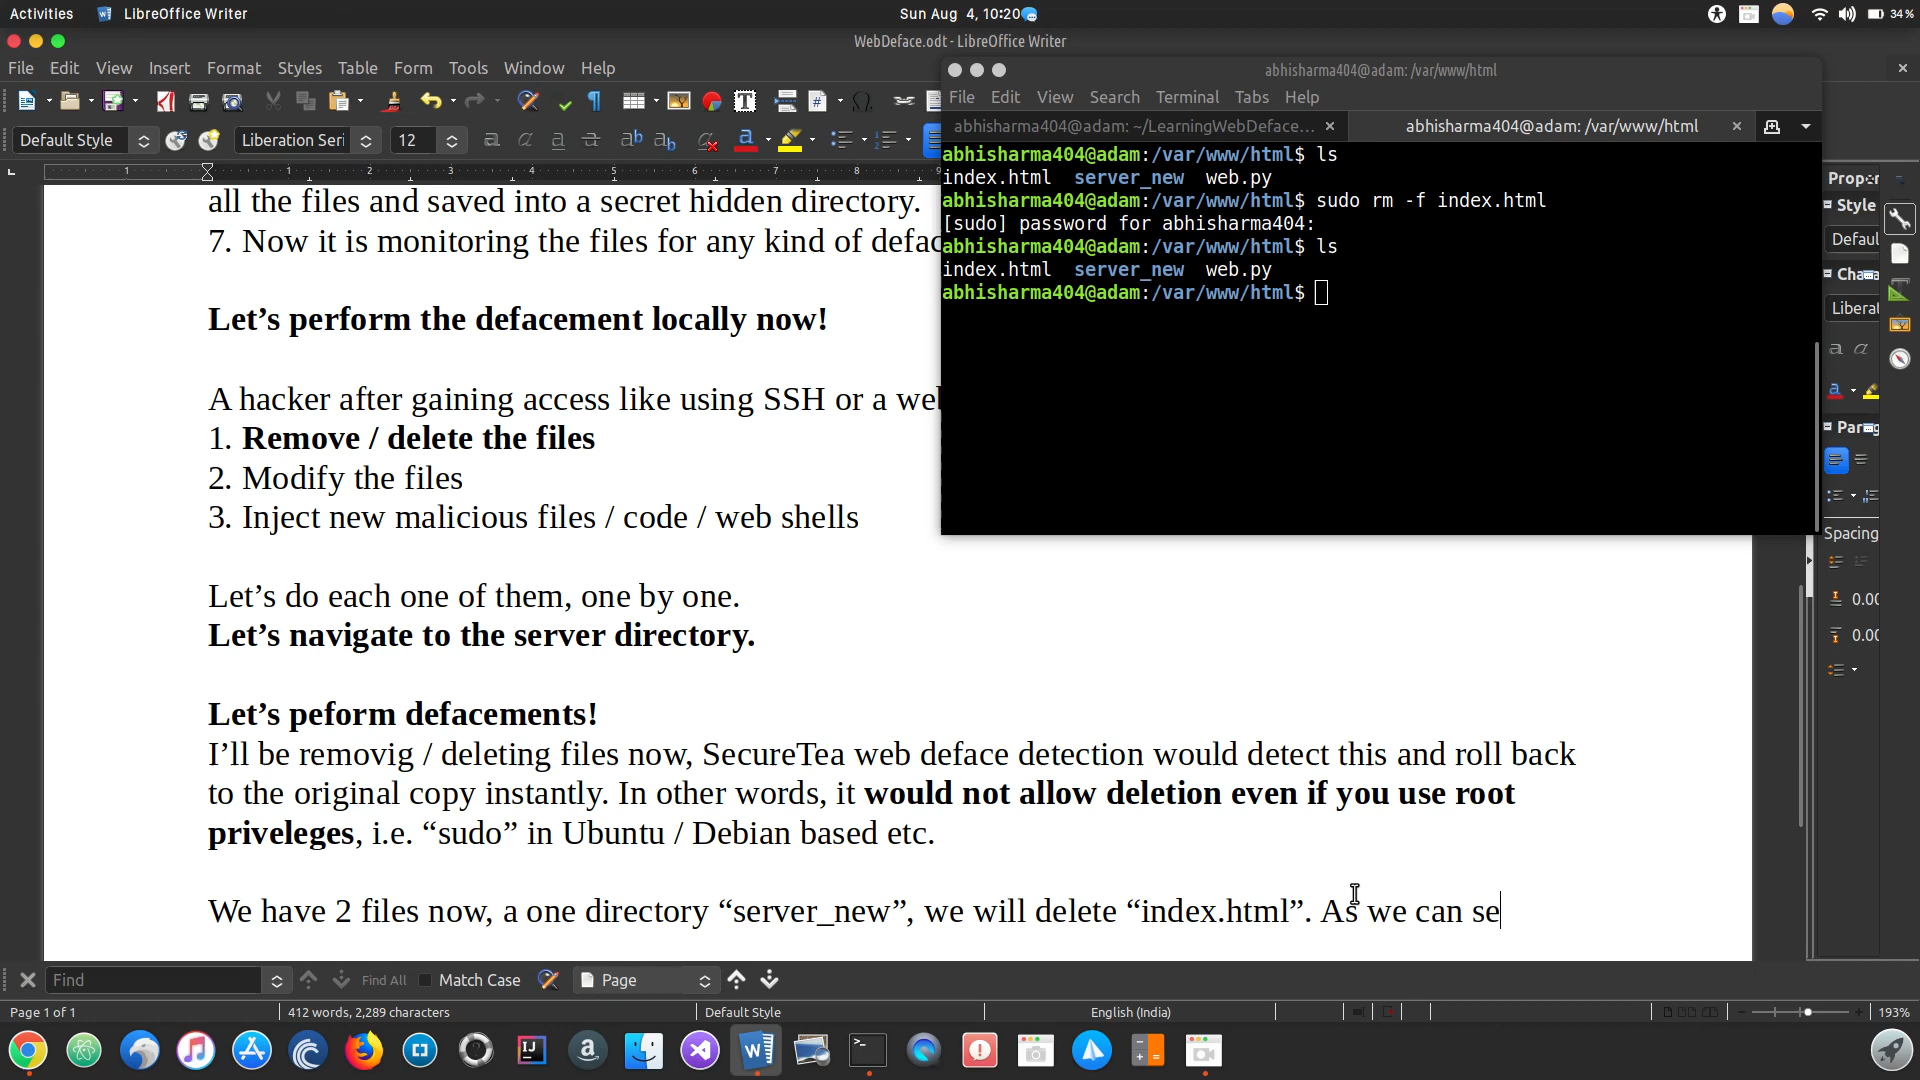 Activities LibreOffice Writer Sun Aug 4, 10:20 34%
WebDeface.odt - LibreOffice Writer
File Edit View Insert Format Styles Table Form Tools Window Help
Default Style Liberation Seri 12
all the files and saved into a secret hidden directory.
7. Now it is monitoring the files for any kind of defac
Let's perform the defacement locally now!
A hacker after gaining access like using SSH or a we
1. Remove / delete the files
2. Modify the files
3. Inject new malicious files / code / web shells
Let's do each one of them, one by one.
Let's navigate to the server directory.
Let's peform defacements!
I'll be removig / deleting files now, SecureTea web deface detection would detect this and roll back
to the original copy instantly. In other words, it would not allow deletion even if you use root
priveleges, i.e. “sudo” in Ubuntu / Debian based etc.
We have 2 files now, a one directory “server_new”, we will delete “index.html”. As we can se
abhisharma404@adam: /var/www/html
File Edit View Search Terminal Tabs Help
abhisharma404@adam: ~/LearningWebDeface... abhisharma404@adam: /var/www/html
abhisharma404@adam:/var/www/html$ ls
index.html server_new web.py
abhisharma404@adam:/var/www/html$ sudo rm -f index.html
[sudo] password for abhisharma404:
abhisharma404@adam:/var/www/html$ ls
index.html server_new web.py
abhisharma404@adam:/var/www/html$
Style
Defaul
Cha
Libera
Para
Spacing
0.00
0.00
Find Find All Match Case Page
Page 1 of 1 412 words, 2,289 characters Default Style English (India) 193%